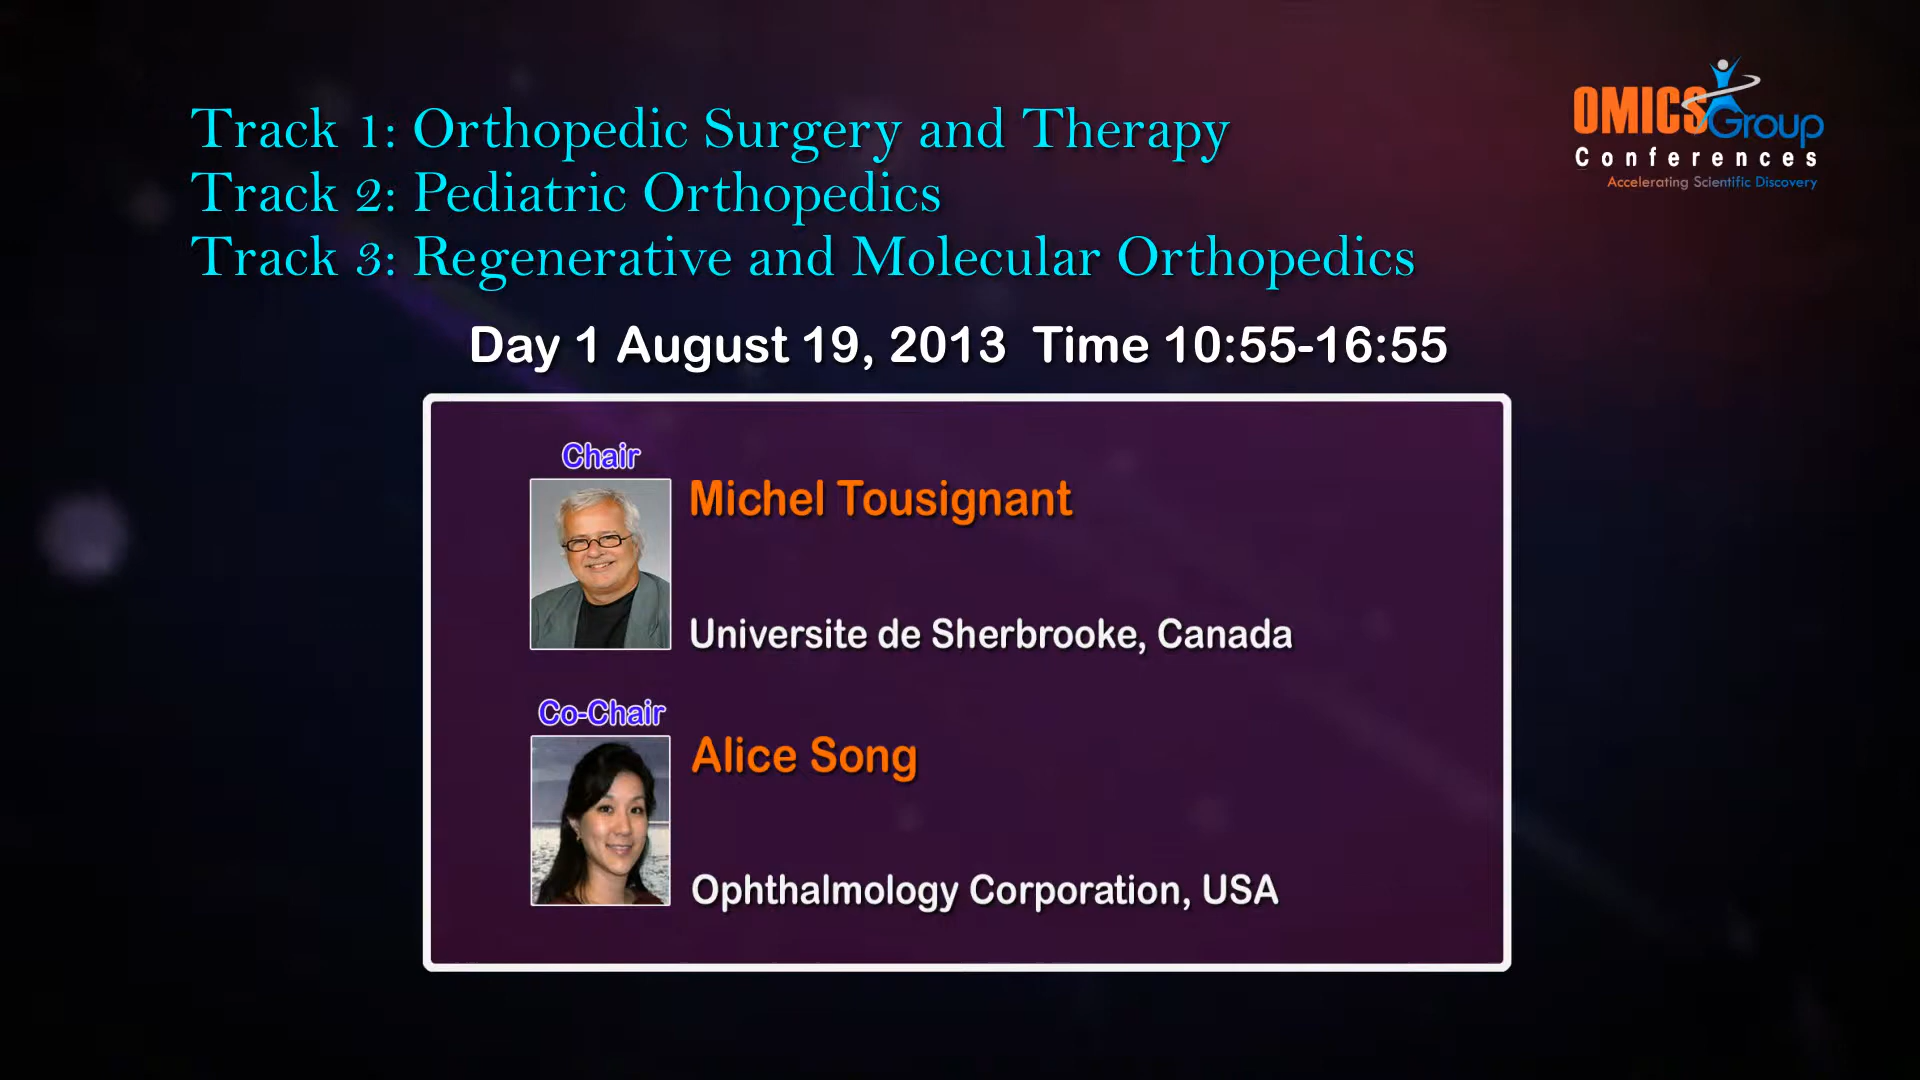 Track 1: Orthopedic Surgery and Therapy
Track 2: Pediatric Orthopedics
Track 3: Regenerative and Molecular Orthopedics
OMICS Group
Conferences
Accelerating Scientific Discovery
Day 1 August 19, 2013 Time 10:55-16:55
Chair
Michel Tousignant
Universite de Sherbrooke, Canada
Co-Chair
Alice Song
Ophthalmology Corporation, USA